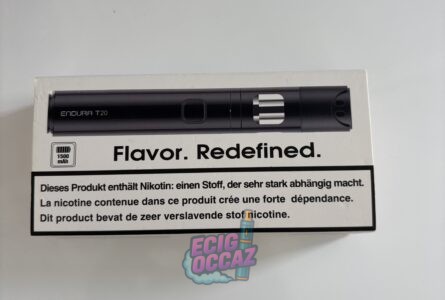 ENDURA T20
1500
mAh
Flavor. Redefined.
Dieses Produkt enthält Nikotin: einen Stoff, der sehr stark abhängig macht.
La nicotine contenue dans ce produit crée une forte dépendance.
Dit product bevat de zeer verslavende stof nicotine.
ECIG
OCCAZ